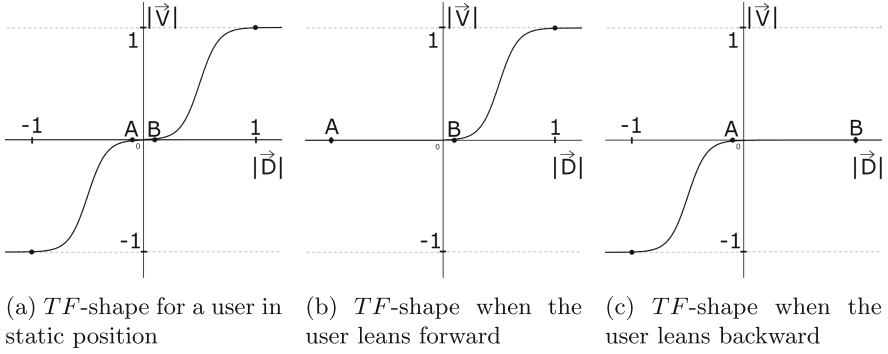 |V⃗|
1
-1 A B 1
0
|D⃗|
-1
|V⃗|
1
A B 1
0
|D⃗|
-1
|V⃗|
1
-1 A B
0
|D⃗|
-1
(a) TF-shape for a user in
static position
(b) TF-shape when the
user leans forward
(c) TF-shape when the
user leans backward